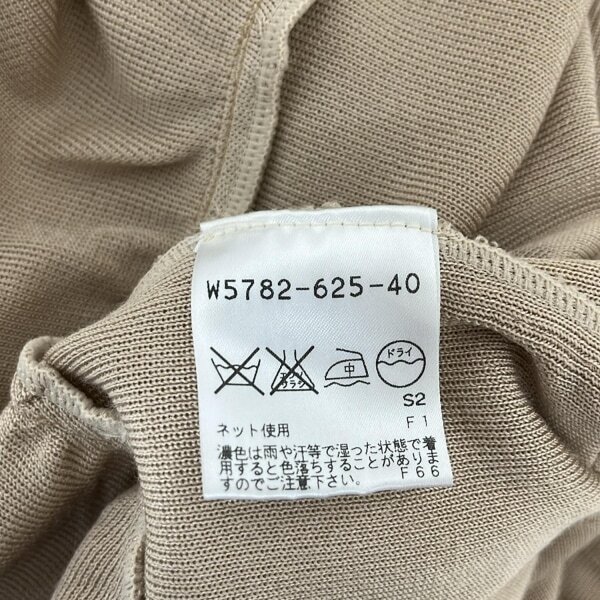 W5782-625-40
エンソ サラシ 中 ドライ
S2
F1
ネット使用
濃色は雨や汗等で湿った状態で着
用すると色落ちすることがありま
すのでご注意下さい。 F66